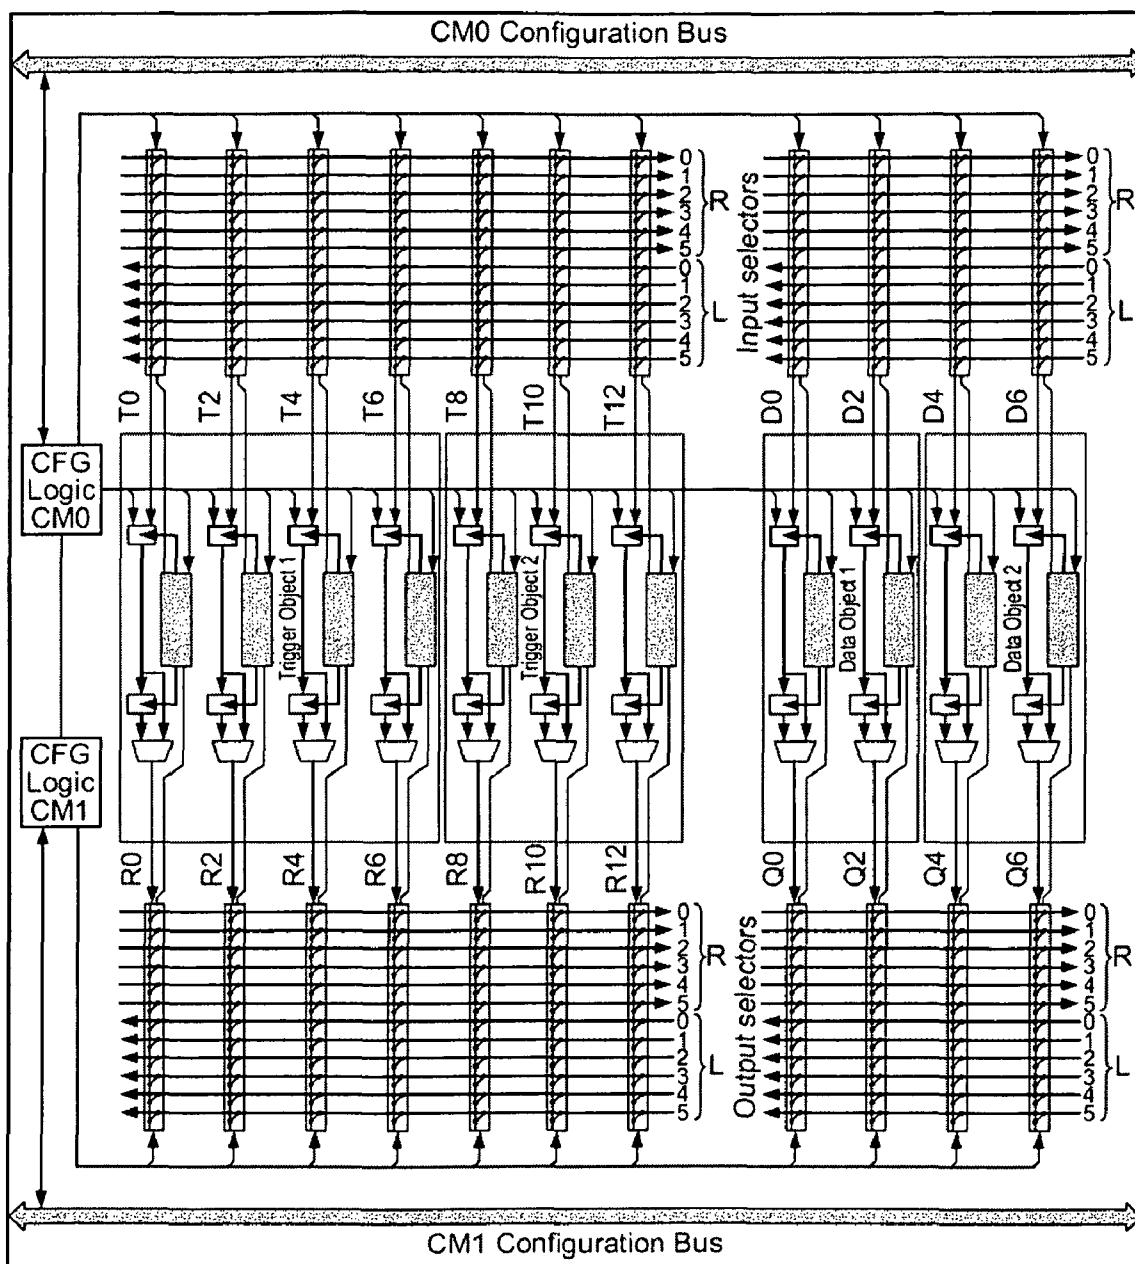 CM0 Configuration Bus
0
1
2
3
4
5
R
0
1
2
3
4
5
L
Input selectors
0
1
2
3
4
5
R
0
1
2
3
4
5
L
T0
T2
T4
T6
T8
T10
T12
D0
D2
D4
D6
CFG
Logic
CM0
Trigger Object 1
Trigger Object 2
Data Object 1
Data Object 2
CFG
Logic
CM1
R0
R2
R4
R6
R8
R10
R12
Q0
Q2
Q4
Q6
0
1
2
3
4
5
R
0
1
2
3
4
5
L
Output selectors
0
1
2
3
4
5
R
0
1
2
3
4
5
L
CM1 Configuration Bus